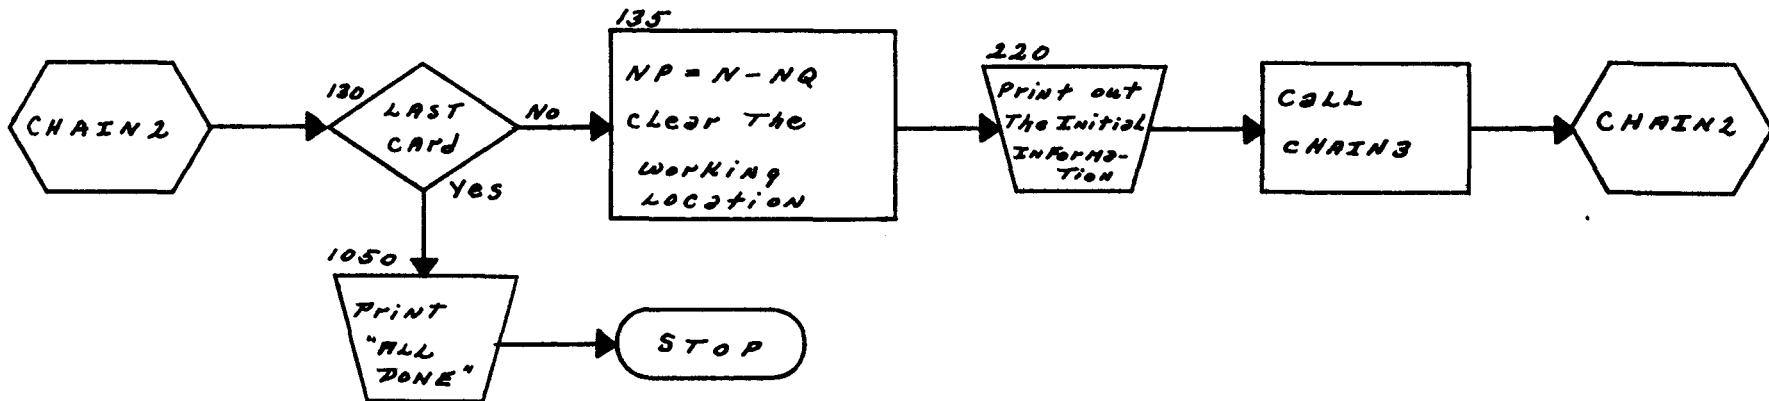 CHAIN2
130
LAST
CARD
No
Yes
135
NP = N - NQ
Clear The
Working
Location
220
Print out
The Initial
Informa-
Tion
Call
CHAIN3
CHAIN2
1050
Print
"ALL
DONE"
STOP